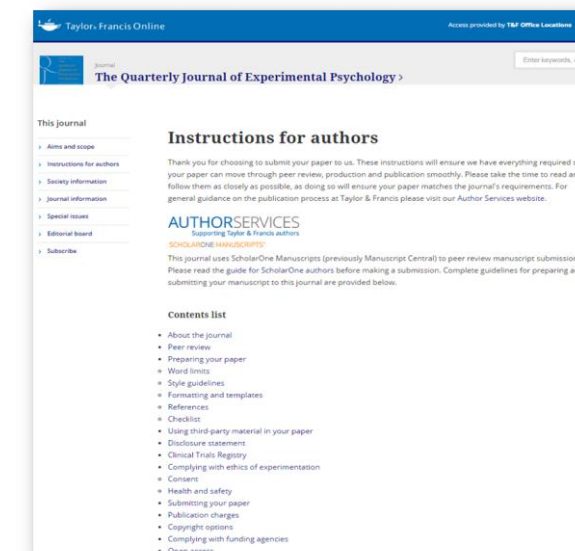 Taylor & Francis Online
Access provided by T&F Office Locations
Enter keywords,
Journal
The Quarterly Journal of Experimental Psychology ›
This journal
› Aims and scope
› Instructions for authors
› Society information
› Journal information
› Special issues
› Editorial board
› Subscribe
Instructions for authors
Thank you for choosing to submit your paper to us. These instructions will ensure we have everything required
your paper can move through peer review, production and publication smoothly. Please take the time to read
follow them as closely as possible, as doing so will ensure your paper matches the journal's requirements. For
general guidance on the publication process at Taylor & Francis please visit our Author Services website.
AUTHORSERVICES
Supporting Taylor & Francis authors
SCHOLARONE MANUSCRIPTS™
This journal uses ScholarOne Manuscripts (previously Manuscript Central) to peer review manuscript
Please read the guide for ScholarOne authors before making a submission. Complete guidelines for preparing
submitting your manuscript to this journal are provided below.
Contents list
• About the journal
• Peer review
• Preparing your paper
Word limits
Style guidelines
Formatting and templates
References
Checklist
• Using third-party material in your paper
• Disclosure statement
• Clinical Trials Registry
• Complying with ethics of experimentation
Consent
Health and safety
• Submitting your paper
• Publication charges
• Copyright options
• Complying with funding agencies
• Open access